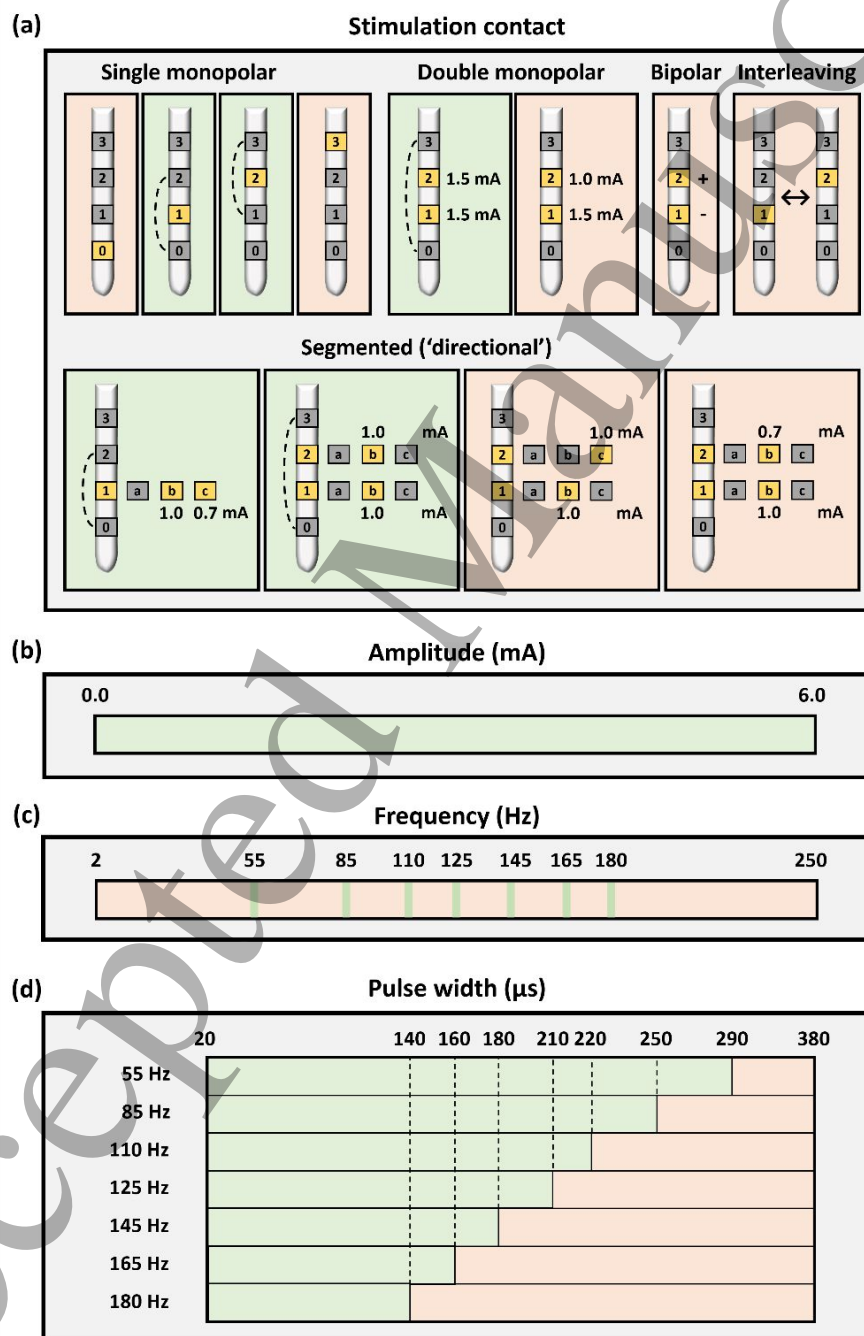 (a)
Stimulation contact
Single monopolar Double monopolar Bipolar Interleaving
3 3 3 3 3 3 3 3 3
2 2 2 2 2 1.5 mA 2 1.0 mA 2 + 2 2
1 1 1 1 1 1.5 mA 1 1.5 mA 1 - 1 ↔ 1
0 0 0 0 0 0 0 0 0
Segmented (‘directional’)
3 3 1.0 mA 3 1.0 mA 3 0.7 mA
2 2 a b c 2 a b c 2 a b c
1 a b c 1 a b c 1 a b c 1 a b c
1.0 0.7 mA 1.0 mA 1.0 mA 1.0 mA
0 0 0 0
(b)
Amplitude (mA)
0.0 6.0
(c)
Frequency (Hz)
2 55 85 110 125 145 165 180 250
(d)
Pulse width (μs)
20 140 160 180 210 220 250 290 380
55 Hz
85 Hz
110 Hz
125 Hz
145 Hz
165 Hz
180 Hz
cepted Manusc